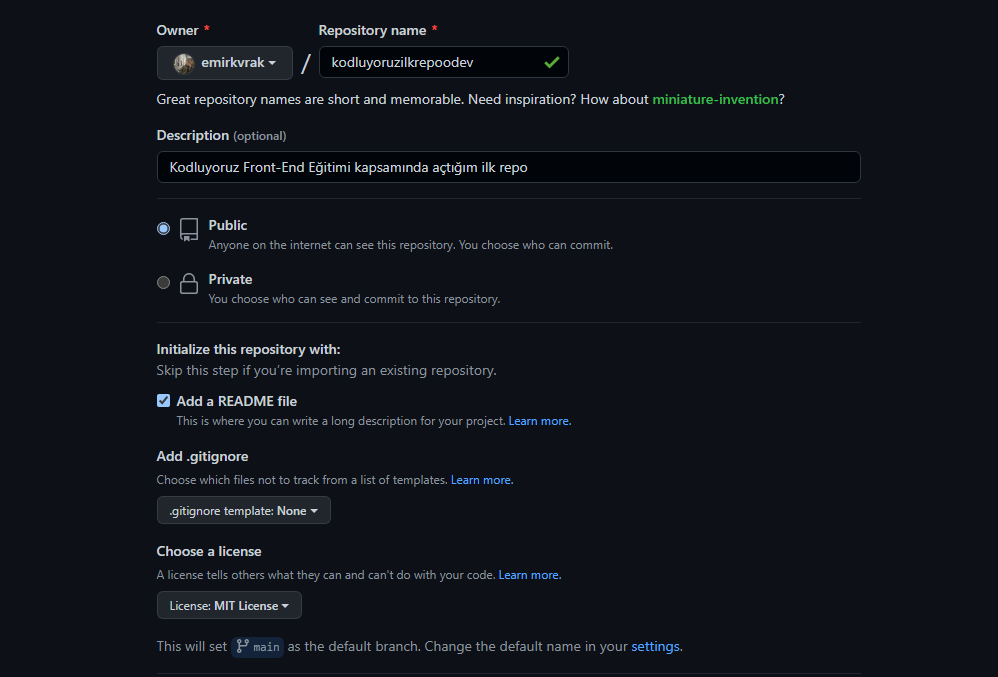 Owner * Repository name *
emirkvrak / kodluyoruzilkrepoodev
Great repository names are short and memorable. Need inspiration? How about miniature-invention?
Description (optional)
Kodluyoruz Front-End Eğitimi kapsamında açtığım ilk repo
Public
Anyone on the internet can see this repository. You choose who can commit.
Private
You choose who can see and commit to this repository.
Initialize this repository with:
Skip this step if you're importing an existing repository.
Add a README file
This is where you can write a long description for your project. Learn more.
Add .gitignore
Choose which files not to track from a list of templates. Learn more.
.gitignore template: None
Choose a license
A license tells others what they can and can't do with your code. Learn more.
License: MIT License
This will set main as the default branch. Change the default name in your settings.